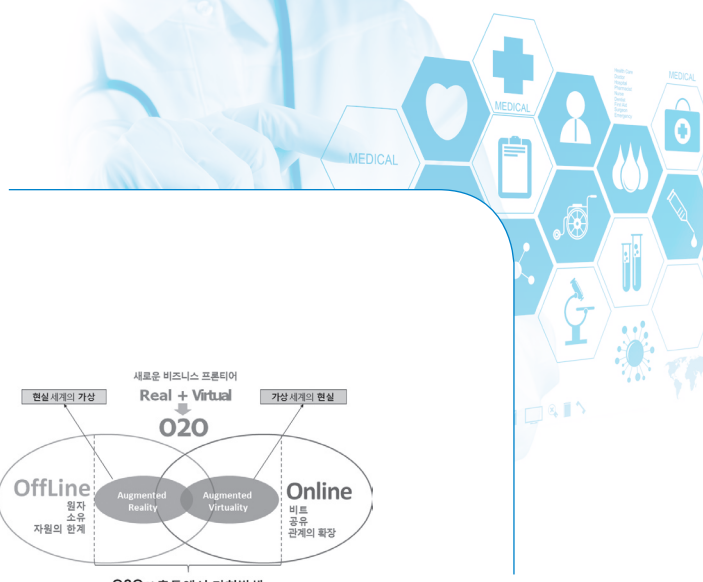 MEDICAL
MEDICAL
MEDICAL
새로운 비즈니스 프론티어
현실세계의 가상
Real + Virtual
가상세계의 현실
O2O
OffLine
원자
소유
자원의 한계
Augmented
Reality
Augmented
Virtuality
Online
비트
공유
관계의 확장